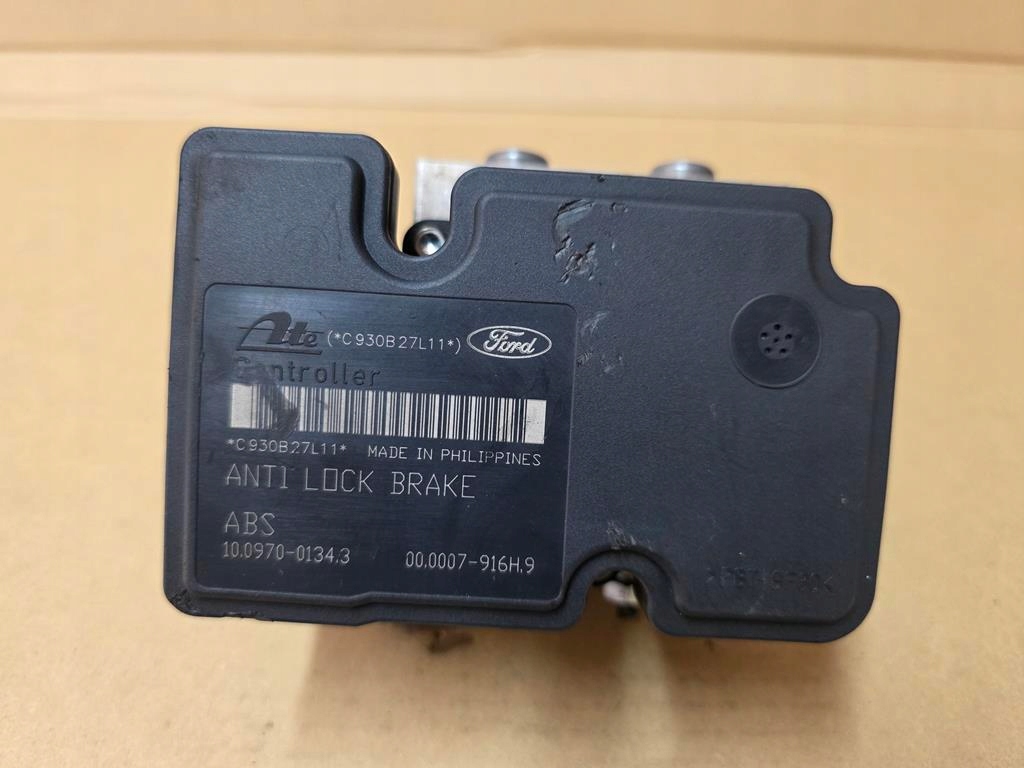 Ate (*C930B27L11*) Ford
Controller
*C930B27L11* MADE IN PHILIPPINES
ANTI LOCK BRAKE
ABS
10.0970-0134.3 00.0007-916H.9